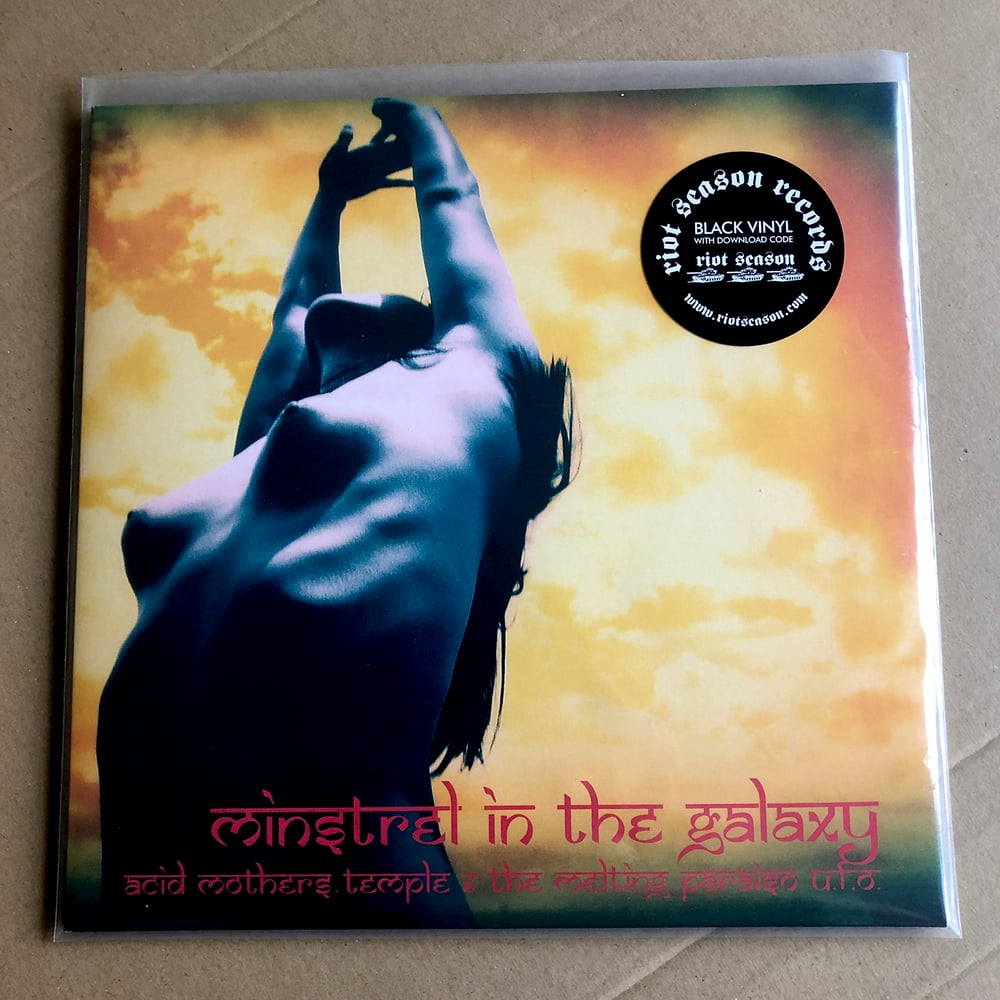 riot season records
BLACK VINYL
WITH DOWNLOAD CODE
riot season
www.riotseason.com
minstrel in the galaxy
acid mothers temple & the melting paraiso u.f.o.